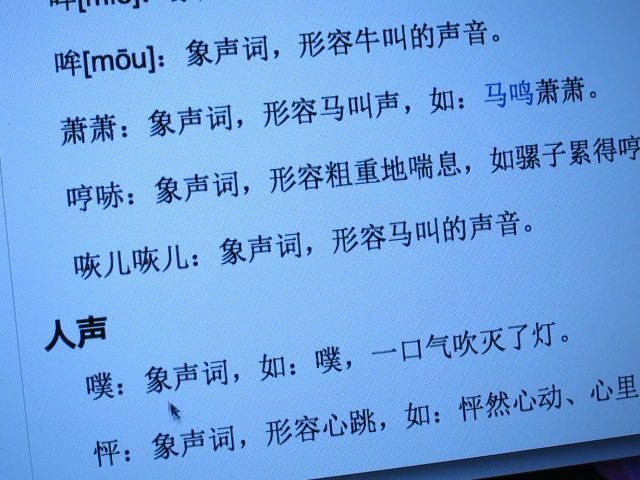 哞[mōu]：象声词，形容牛叫的声音。
萧萧：象声词，形容马叫声，如：马鸣萧萧。
哼哧：象声词，形容粗重地喘息，如骡子累得哼
咴儿咴儿：象声词，形容马叫的声音。
人声
噗：象声词，如：噗，一口气吹灭了灯。
怦：象声词，形容心跳，如：怦然心动、心里